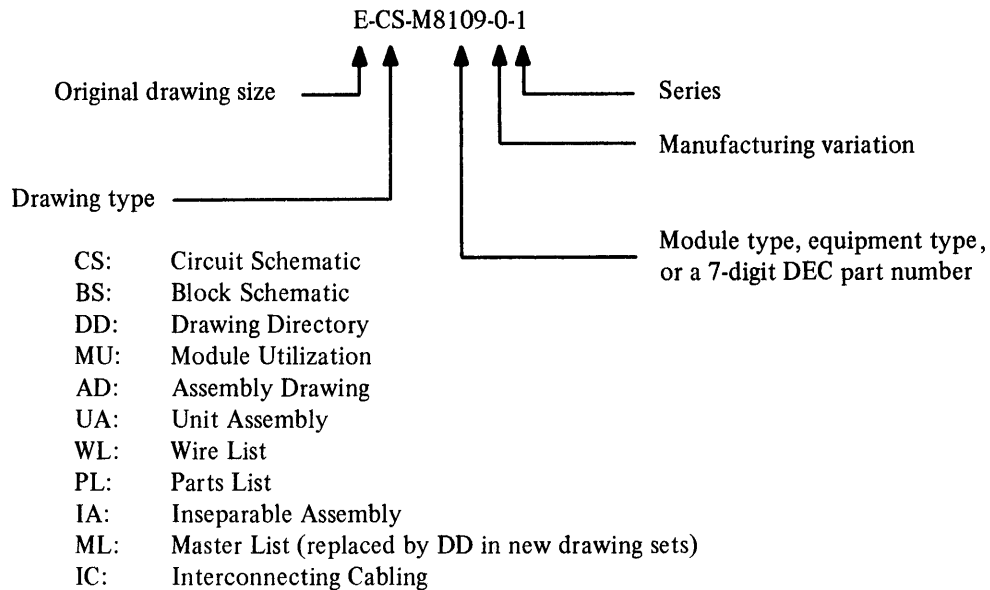 E-CS-M8109-0-1
Original drawing size
Series
Manufacturing variation
Drawing type
Module type, equipment type,
or a 7-digit DEC part number
CS: Circuit Schematic
BS: Block Schematic
DD: Drawing Directory
MU: Module Utilization
AD: Assembly Drawing
UA: Unit Assembly
WL: Wire List
PL: Parts List
IA: Inseparable Assembly
ML: Master List (replaced by DD in new drawing sets)
IC: Interconnecting Cabling